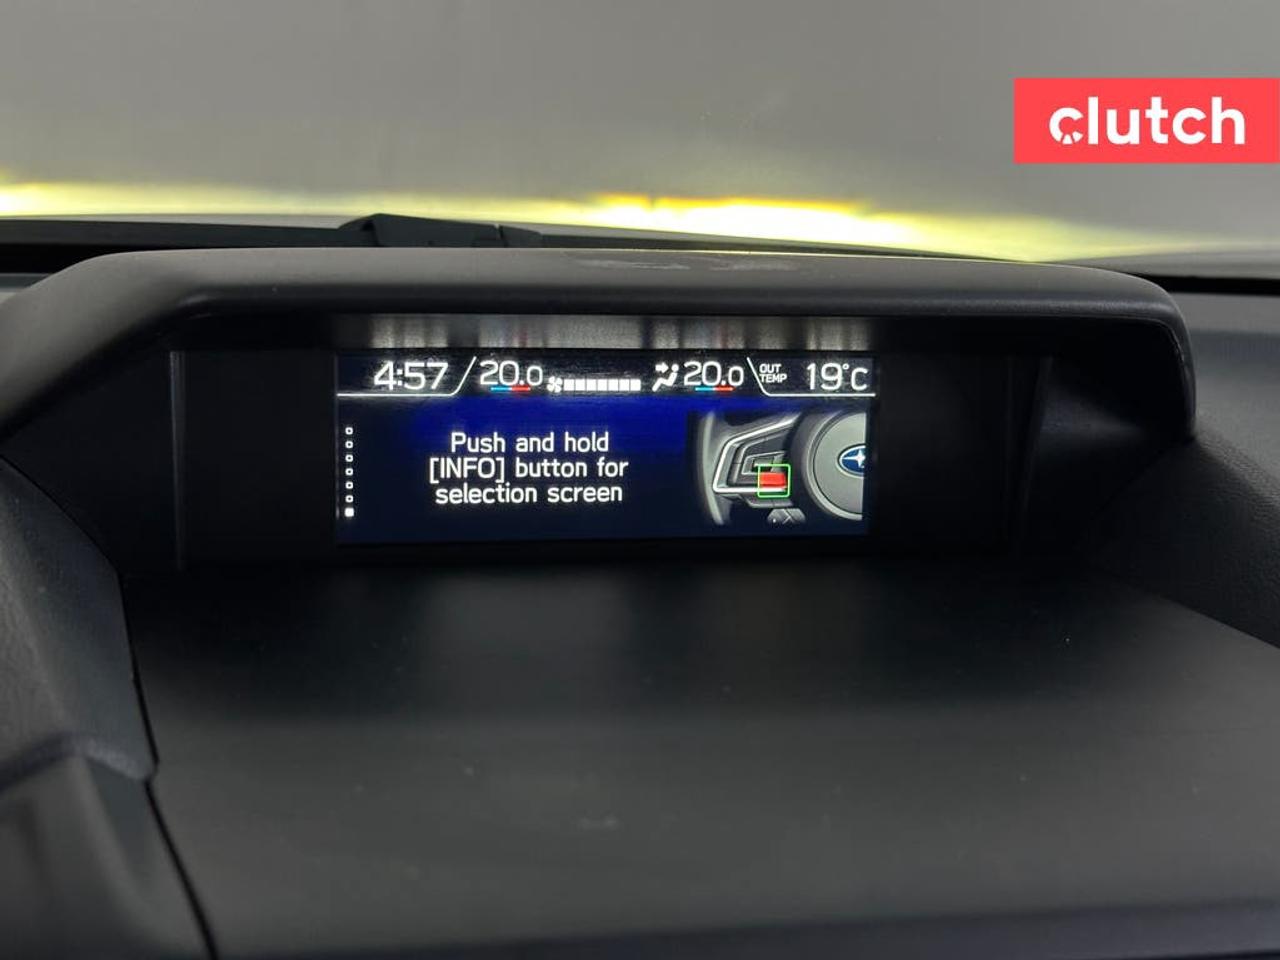 clutch
4:57 20.0 20.0 OUT TEMP 19°C
Push and hold
[INFO] button for
selection screen